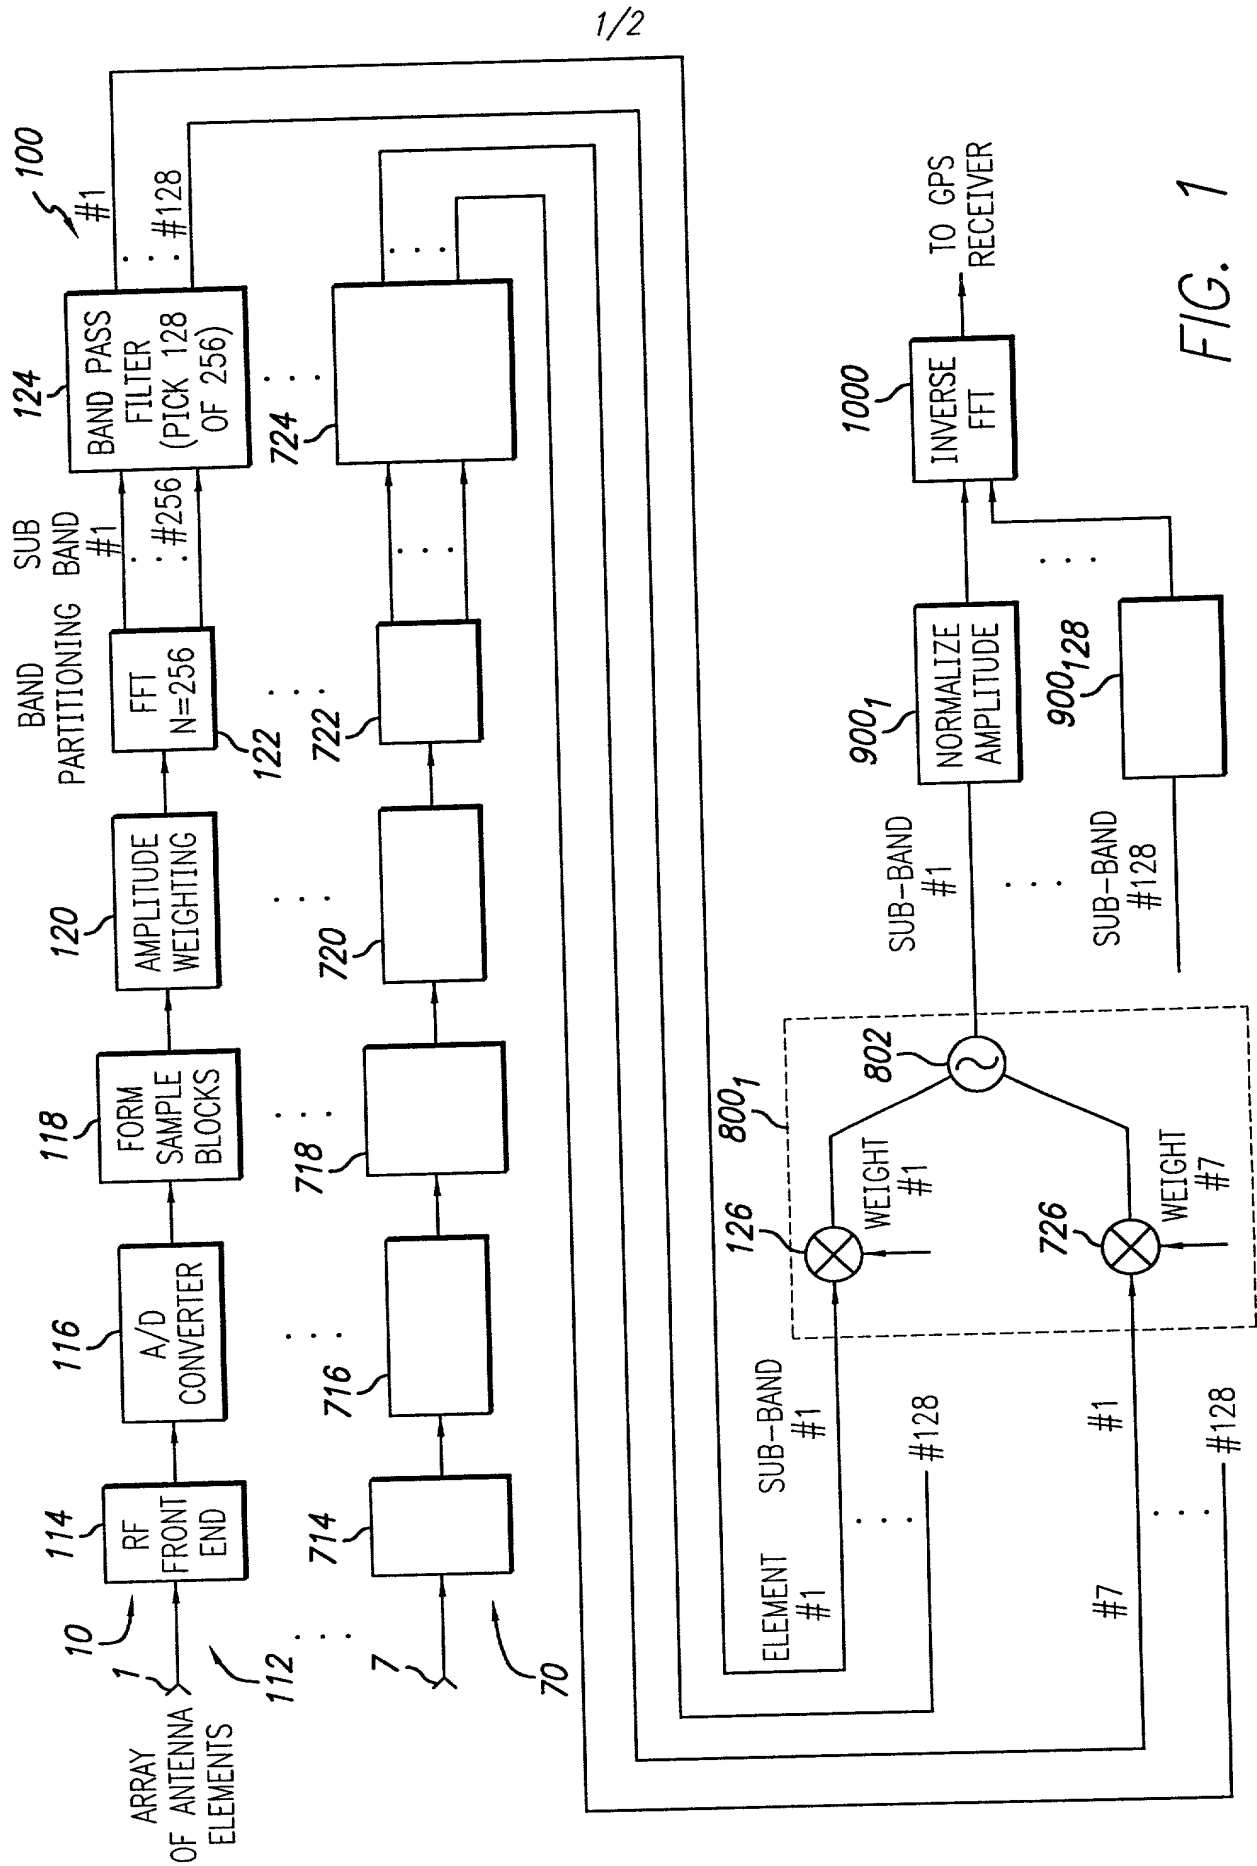 1/2
100
124
BAND PASS
FILTER
(PICK 128
OF 256)
#1
#128
BAND
PARTITIONING
SUB
BAND
#1
#256
FFT
N=256
122
120
AMPLITUDE
WEIGHTING
118
FORM
SAMPLE
BLOCKS
116
A/D
CONVERTER
114
RF
FRONT
END
10
1
ARRAY
OF ANTENNA
ELEMENTS
112
7
70
714
716
718
720
722
724
ELEMENT
#1
SUB-BAND
#1
#128
#7
#1
#128
126
WEIGHT
#1
726
WEIGHT
#7
800₁
802
SUB-BAND
#1
SUB-BAND
#128
900₁
NORMALIZE
AMPLITUDE
900₁₂₈
1000
INVERSE
FFT
TO GPS
RECEIVER
FIG. 1